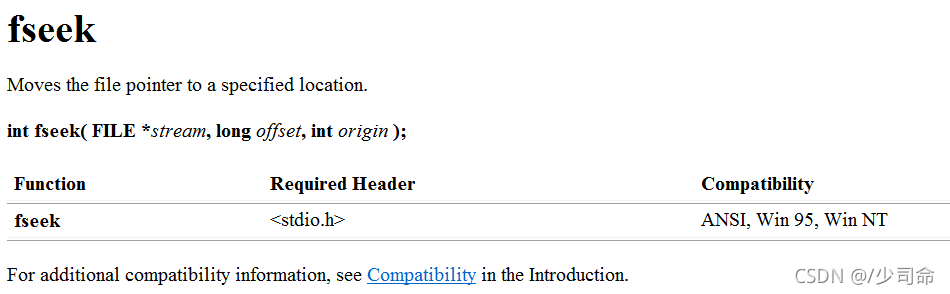 fseek
Moves the file pointer to a specified location.
int fseek( FILE *stream, long offset, int origin );
Function Required Header Compatibility
fseek <stdio.h> ANSI, Win 95, Win NT
For additional compatibility information, see Compatibility in the Introduction.
CSDN @/少司命